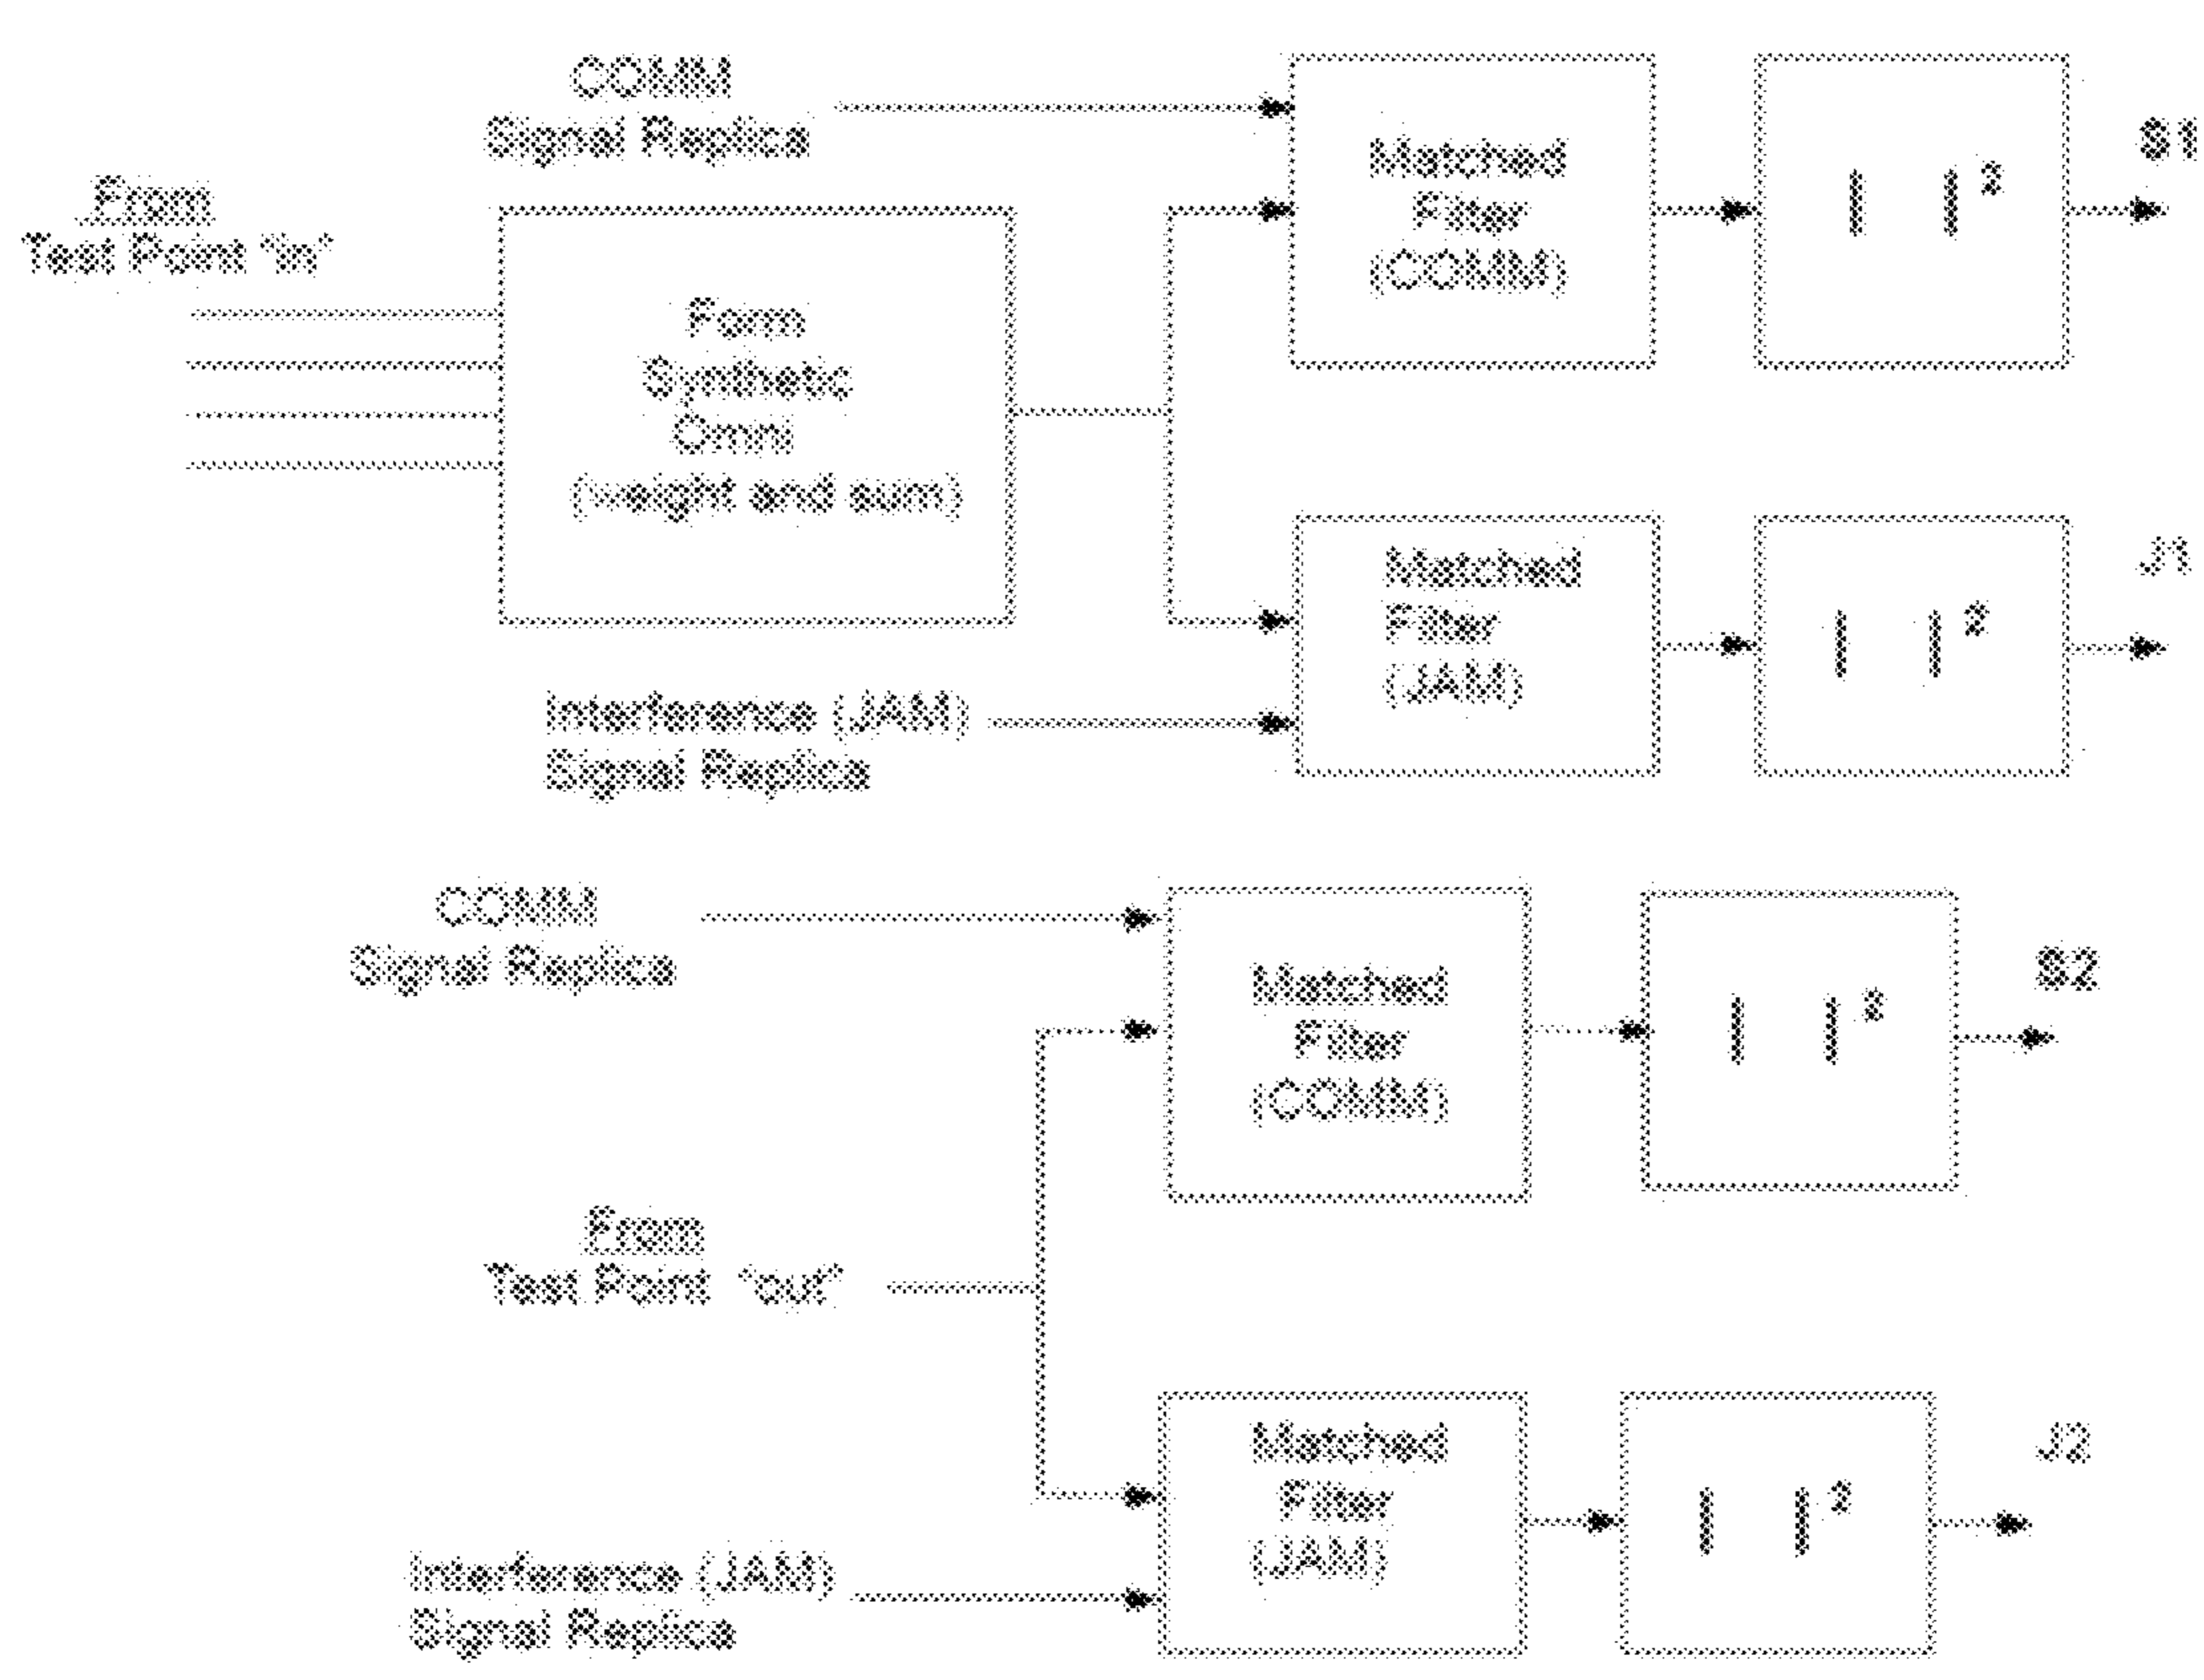 COMM
Signal Replica
From
Test Point "in"
Form
Synthetic
Omni
(weight and sum)
Matched
Filter
(COMM)
| |²
S1
Matched
Filter
(JAM)
| |²
J1
Interference (JAM)
Signal Replica
COMM
Signal Replica
Matched
Filter
(COMM)
| |²
S2
From
Test Point "out"
Matched
Filter
(JAM)
| |²
J2
Interference (JAM)
Signal Replica